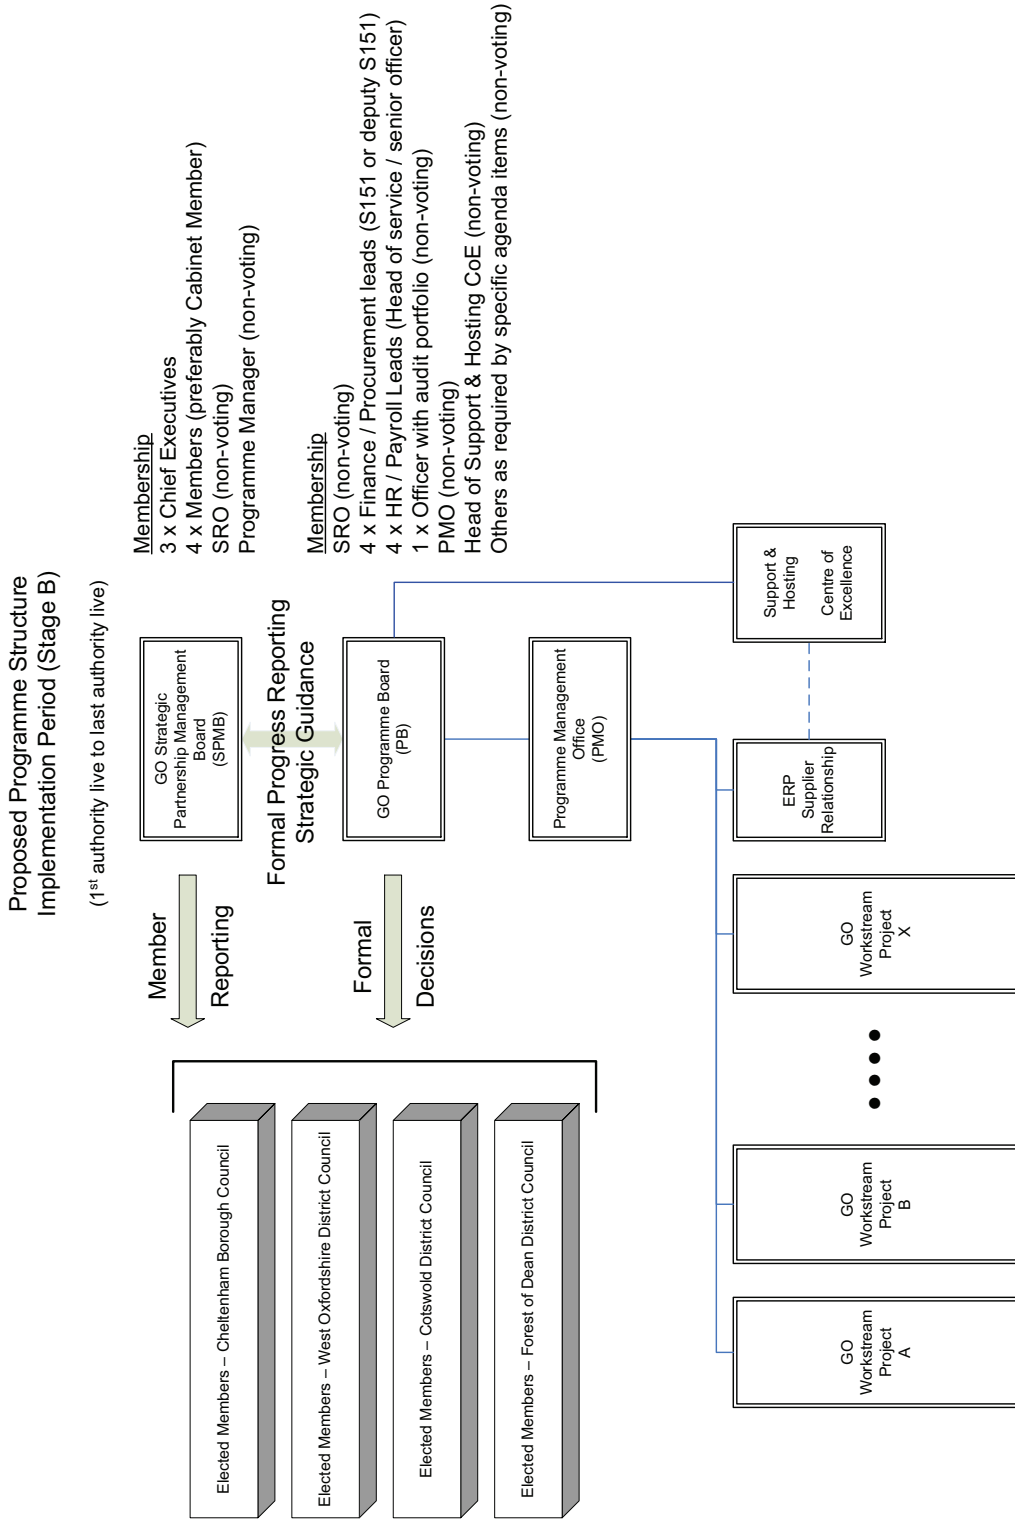 Proposed Programme Structure
Implementation Period (Stage B)
(1st authority live to last authority live)
Elected Members – Cheltenham Borough Council
Elected Members – West Oxfordshire District Council
Elected Members – Cotswold District Council
Elected Members – Forest of Dean District Council
Member
Reporting
Formal
Decisions
GO Strategic
Partnership Management
Board
(SPMB)
Formal Progress Reporting
Strategic Guidance
GO Programme Board
(PB)
Programme Management
Office
(PMO)
Membership
3 x Chief Executives
4 x Members (preferably Cabinet Member)
SRO (non-voting)
Programme Manager (non-voting)
Membership
SRO (non-voting)
4 x Finance / Procurement leads (S151 or deputy S151)
4 x HR / Payroll Leads (Head of service / senior officer)
1 x Officer with audit portfolio (non-voting)
PMO (non-voting)
Head of Support & Hosting CoE (non-voting)
Others as required by specific agenda items (non-voting)
GO
Workstream
Project
A
GO
Workstream
Project
B
GO
Workstream
Project
X
ERP
Supplier
Relationship
Support &
Hosting
Centre of
Excellence